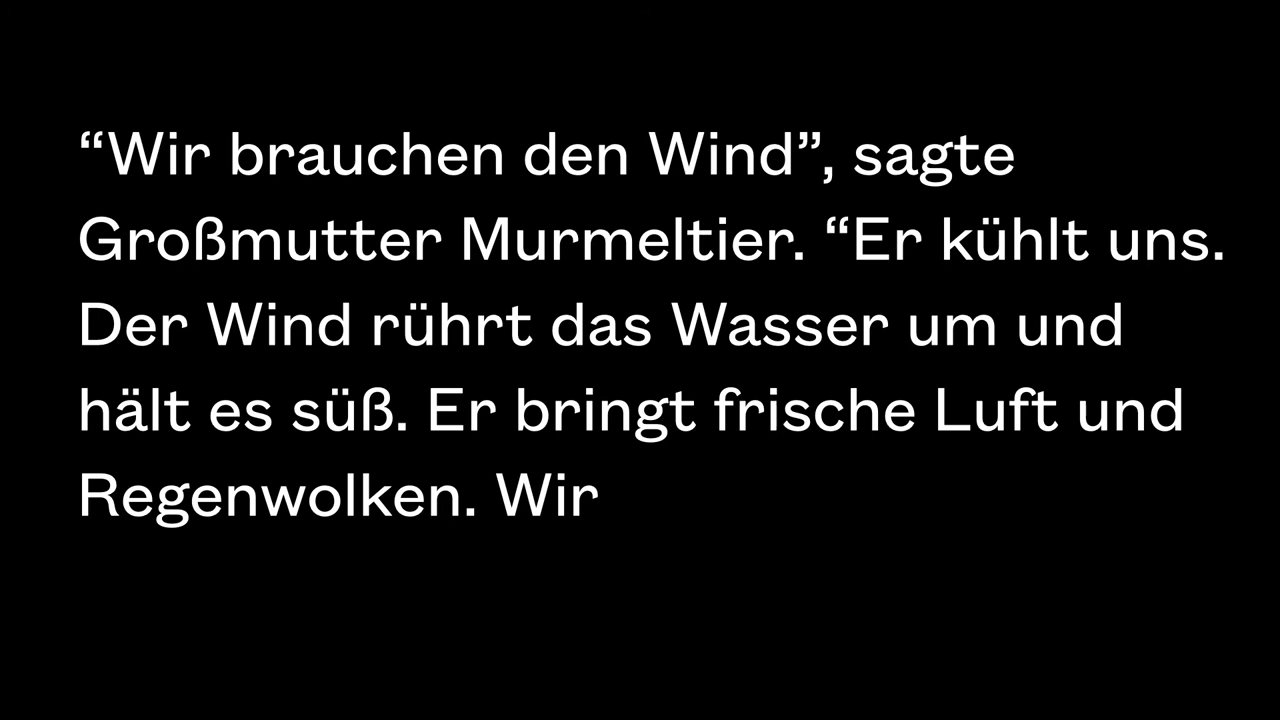 “Wir brauchen den Wind”, sagte
Großmutter Murmeltier. “Er kühlt uns.
Der Wind rührt das Wasser um und
hält es süß. Er bringt frische Luft und
Regenwolken. Wir